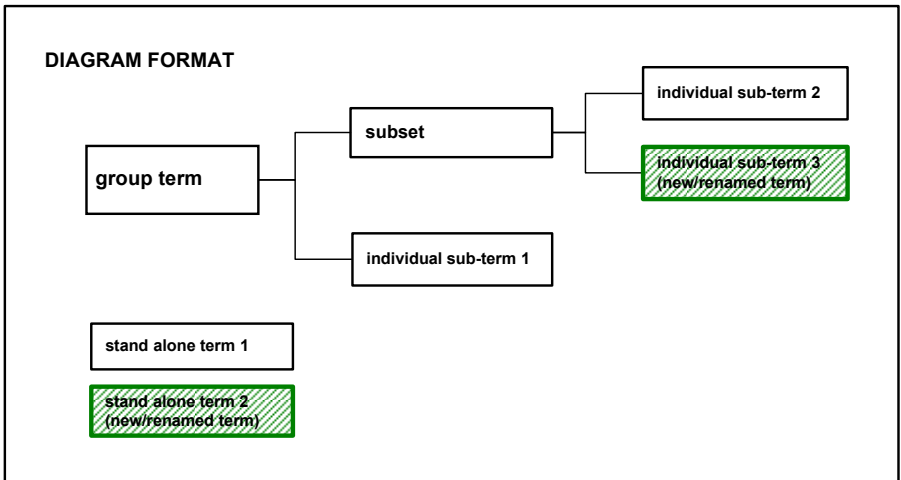 DIAGRAM FORMAT
individual sub-term 2
subset
individual sub-term 3
(new/renamed term)
group term
individual sub-term 1
stand alone term 1
stand alone term 2
(new/renamed term)